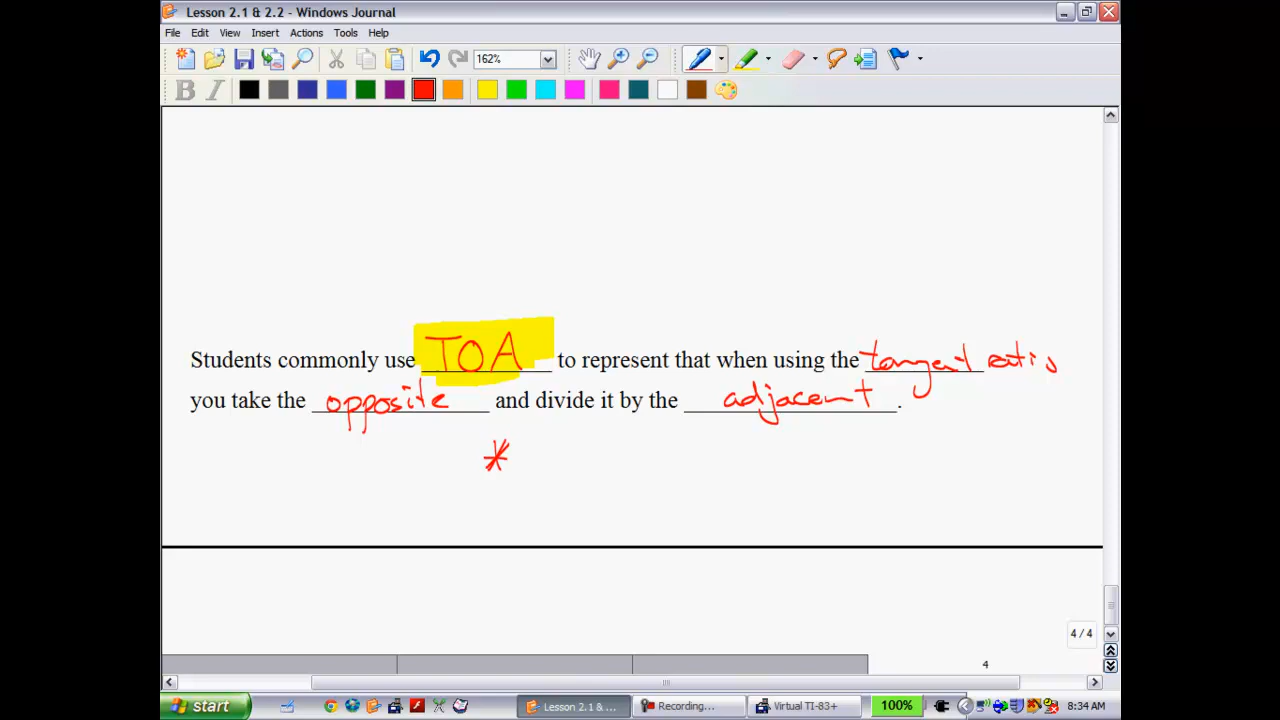 Lesson 2.1 & 2.2 - Windows Journal
File Edit View Insert Actions Tools Help
162%
B I
Students commonly use TOA to represent that when using the tangent ratio
you take the opposite and divide it by the adjacent.
*
4 / 4
4
start Lesson 2.1 & ... Recording... Virtual TI-83+ 100% 8:34 AM